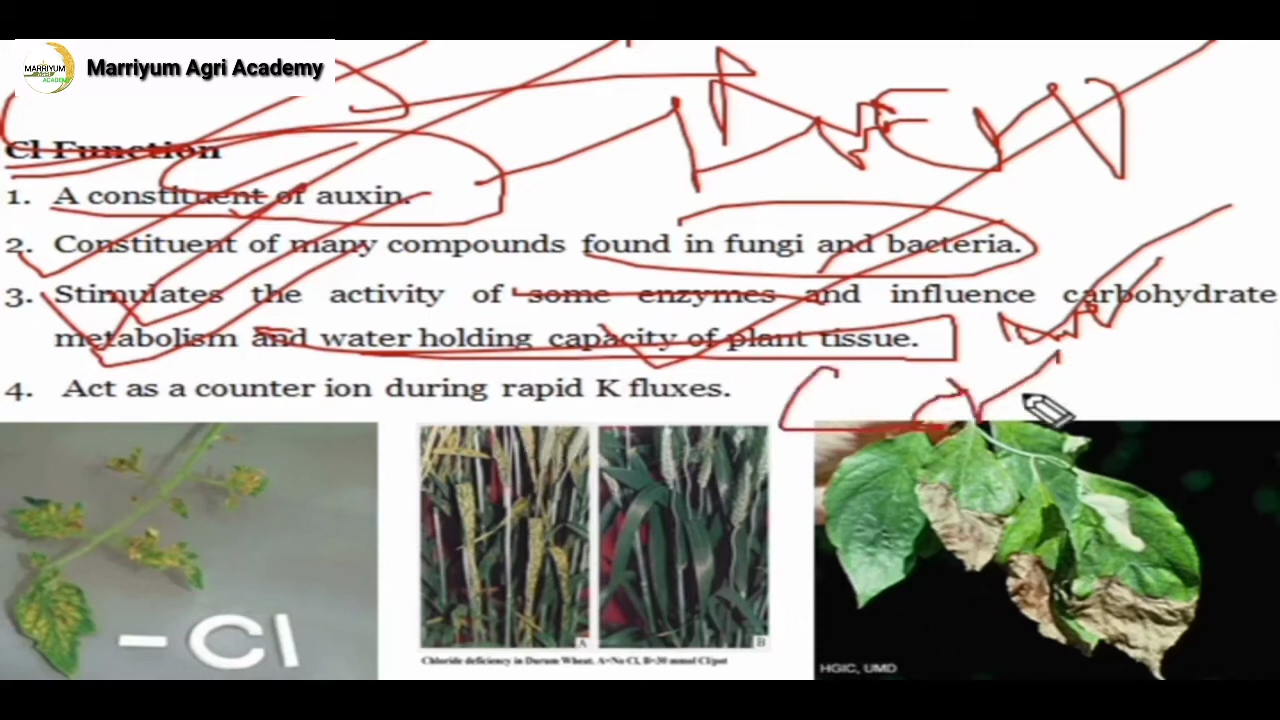 MARRIYUM
ACADEMY
Marriyum Agri Academy
Cl Function
1. A constituent of auxin.
2. Constituent of many compounds found in fungi and bacteria.
3. Stimulates the activity of some enzymes and influence carbohydrate
metabolism and water holding capacity of plant tissue.
4. Act as a counter ion during rapid K fluxes.
-Cl
A
B
Chloride deficiency in Durum Wheat. A=No Cl, B=30 mmol Cl/pot
HGIC, UMD